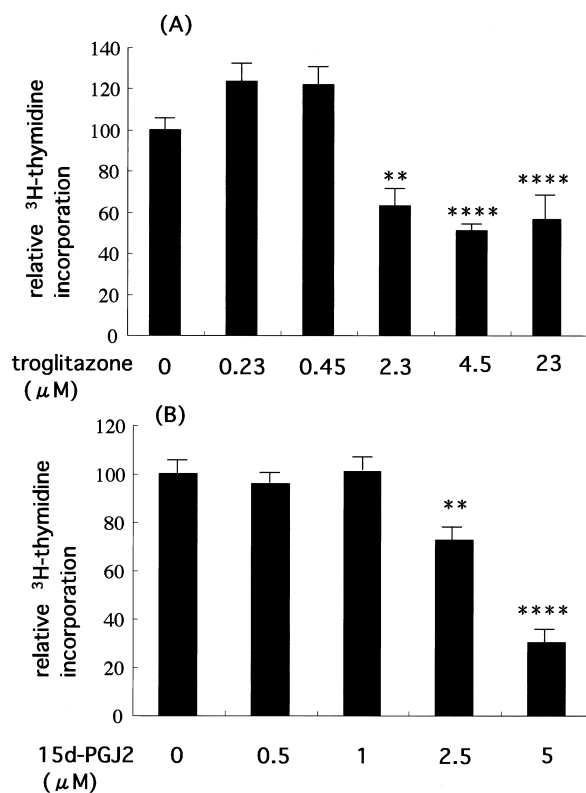 (A)
140
120
100
80
60
40
20
0
relative ³H-thymidine
incorporation
**
****
****
troglitazone 0 0.23 0.45 2.3 4.5 23
(μM)
(B)
120
100
80
60
40
20
0
relative ³H-thymidine
incorporation
**
****
15d-PGJ2 0 0.5 1 2.5 5
(μM)